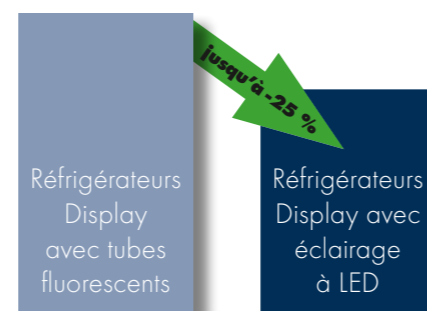 jusqu'à -25 %
Réfrigérateurs
Display
avec tubes
fluorescents
Réfrigérateurs
Display avec
éclairage
à LED